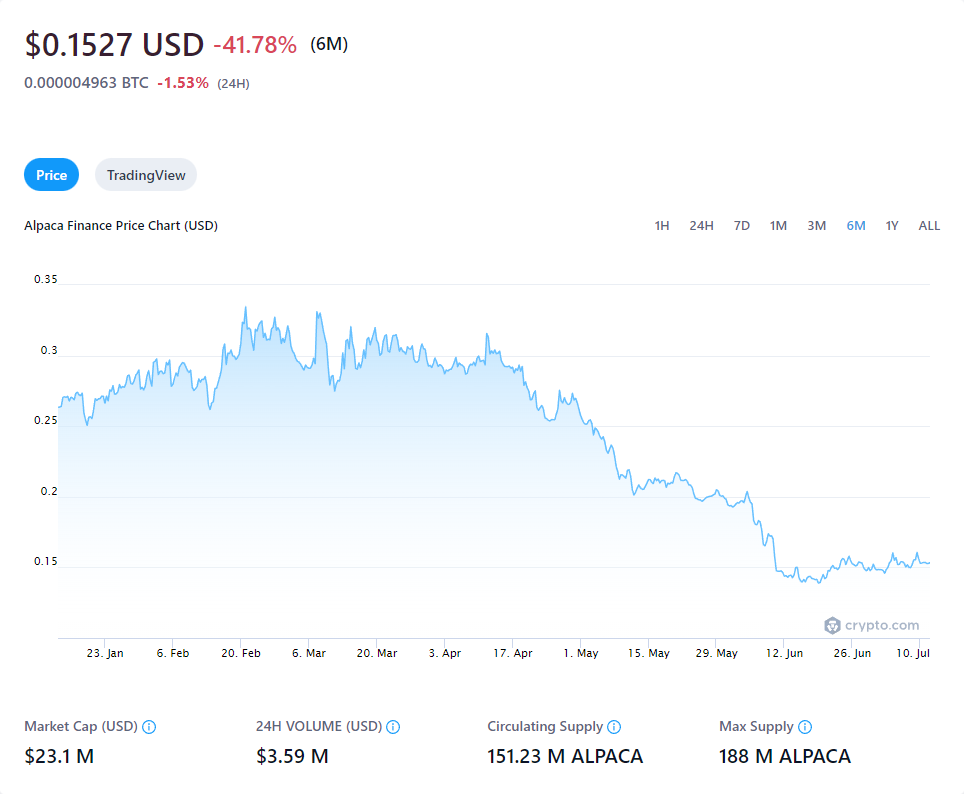 $0.1527 USD -41.78% (6M)
0.000004963 BTC -1.53% (24H)
Price TradingView
Alpaca Finance Price Chart (USD) 1H 24H 7D 1M 3M 6M 1Y ALL
0.35
0.3
0.25
0.2
0.15
crypto.com
23. Jan 6. Feb 20. Feb 6. Mar 20. Mar 3. Apr 17. Apr 1. May 15. May 29. May 12. Jun 26. Jun 10. Jul
Market Cap (USD) 24H VOLUME (USD) Circulating Supply Max Supply
$23.1 M $3.59 M 151.23 M ALPACA 188 M ALPACA